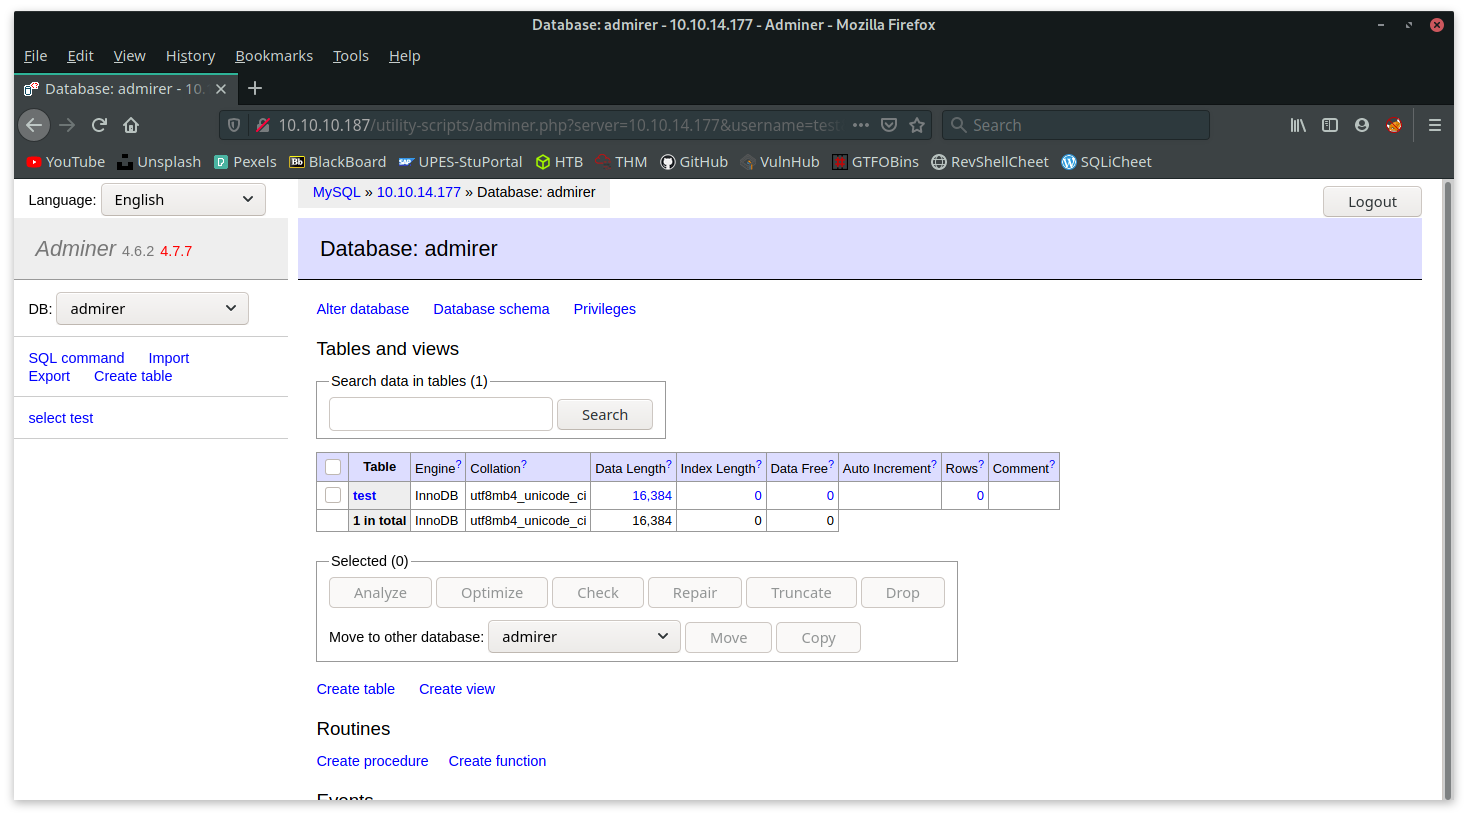 Database: admirer - 10.10.14.177 - Adminer - Mozilla Firefox
File Edit View History Bookmarks Tools Help
Database: admirer - 10.
10.10.10.187/utility-scripts/adminer.php?server=10.10.14.177&username=test
Search
YouTube Unsplash Pexels BlackBoard UPES-StuPortal HTB THM GitHub VulnHub GTFOBins RevShellCheet SQLiCheet
Language: English
MySQL » 10.10.14.177 » Database: admirer
Logout
Adminer 4.6.2 4.7.7
Database: admirer
DB: admirer
Alter database Database schema Privileges
SQL command Import
Export Create table
select test
Tables and views
Search data in tables (1)
Search
Table Engine? Collation? Data Length? Index Length? Data Free? Auto Increment? Rows? Comment?
test InnoDB utf8mb4_unicode_ci 16,384 0 0 0
1 in total InnoDB utf8mb4_unicode_ci 16,384 0 0
Selected (0)
Analyze Optimize Check Repair Truncate Drop
Move to other database: admirer Move Copy
Create table Create view
Routines
Create procedure Create function
Events